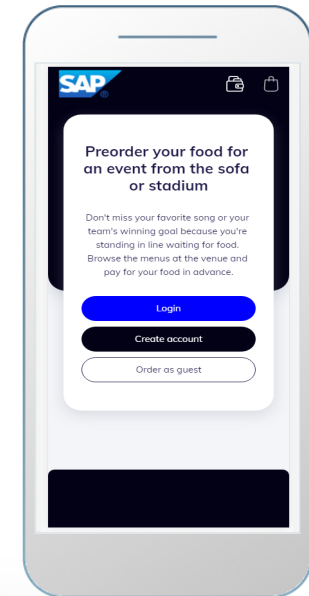 SAP
®
Preorder your food for
an event from the sofa
or stadium
Don't miss your favorite song or your
team's winning goal because you're
standing in line waiting for food.
Browse the menus at the venue and
pay for your food in advance.
Login
Create account
Order as guest